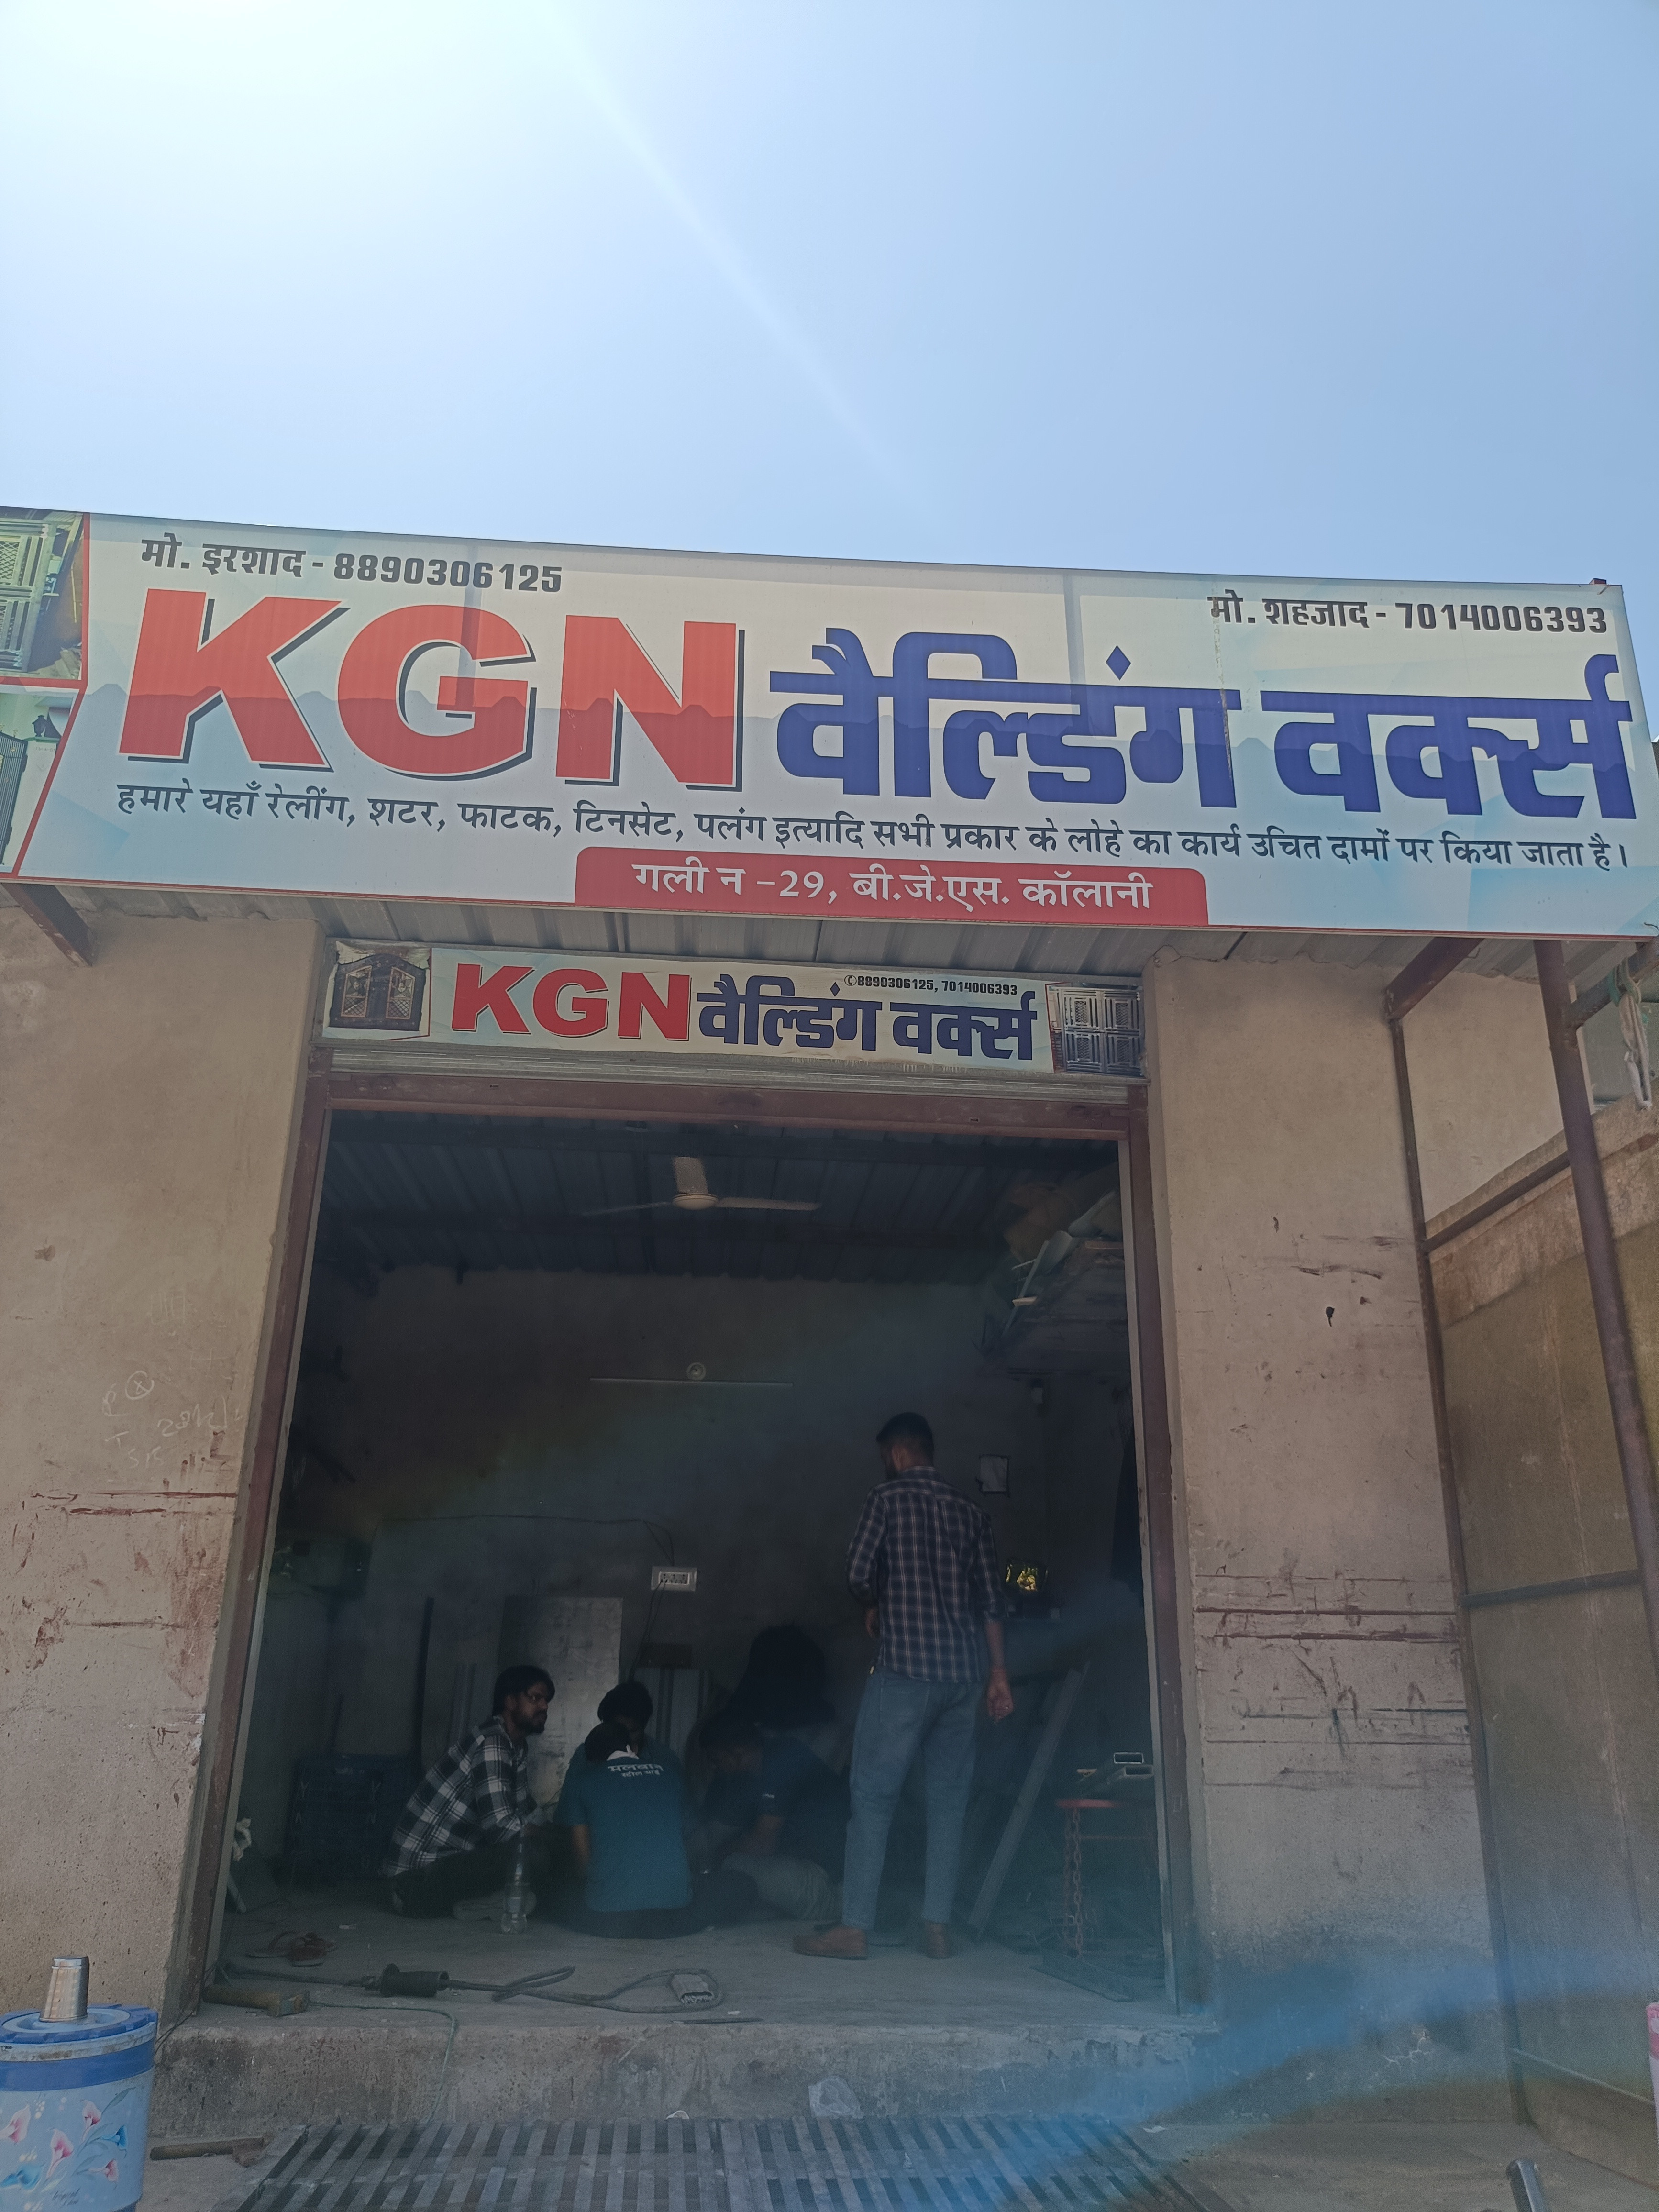 मो. इरशाद - 8890306125
मो. शहजाद - 7014006393
KGN वैल्डिंग वर्क्स
हमारे यहाँ रेलींग, शटर, फाटक, टिनसेट, पलंग इत्यादि सभी प्रकार के लोहे का कार्य उचित दामों पर किया जाता है।
गली न -29, बी.जे.एस. कॉलानी
✆8890306125, 7014006393
KGN वैल्डिंग वर्क्स